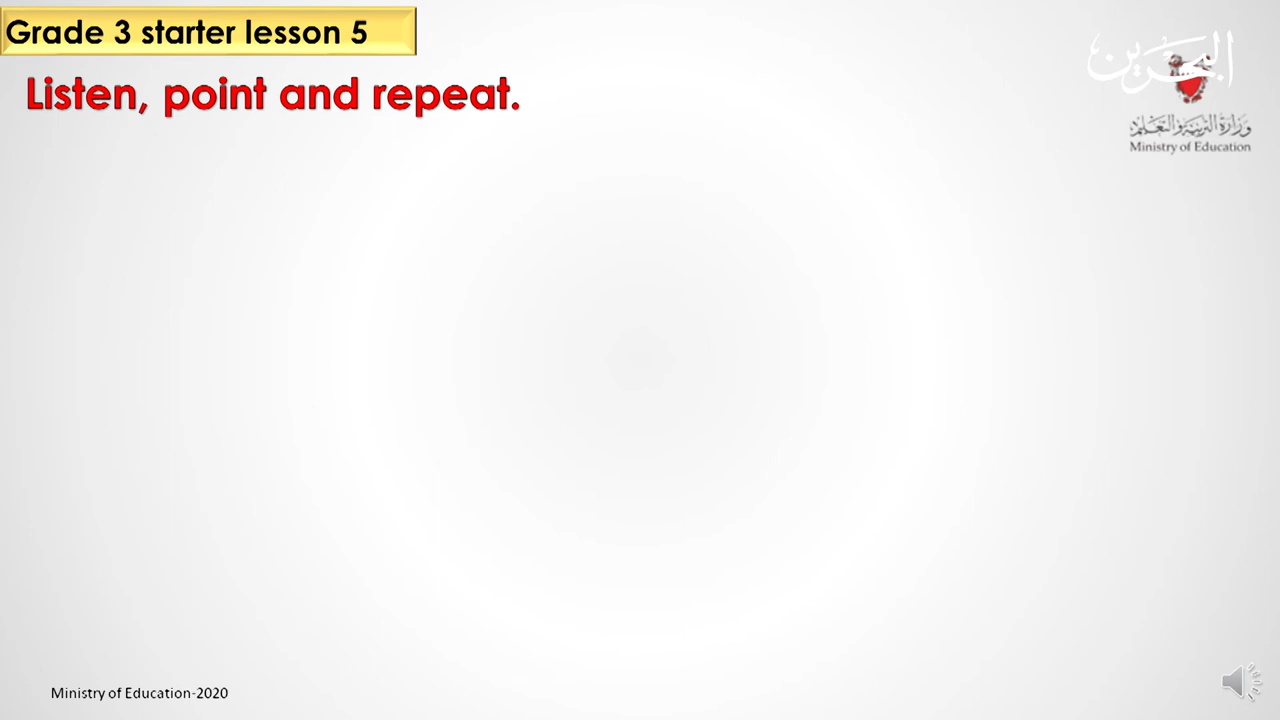 Grade 3 starter lesson 5
البحرين
Listen, point and repeat.
وزارة التربية والتعليم
Ministry of Education
Ministry of Education-2020